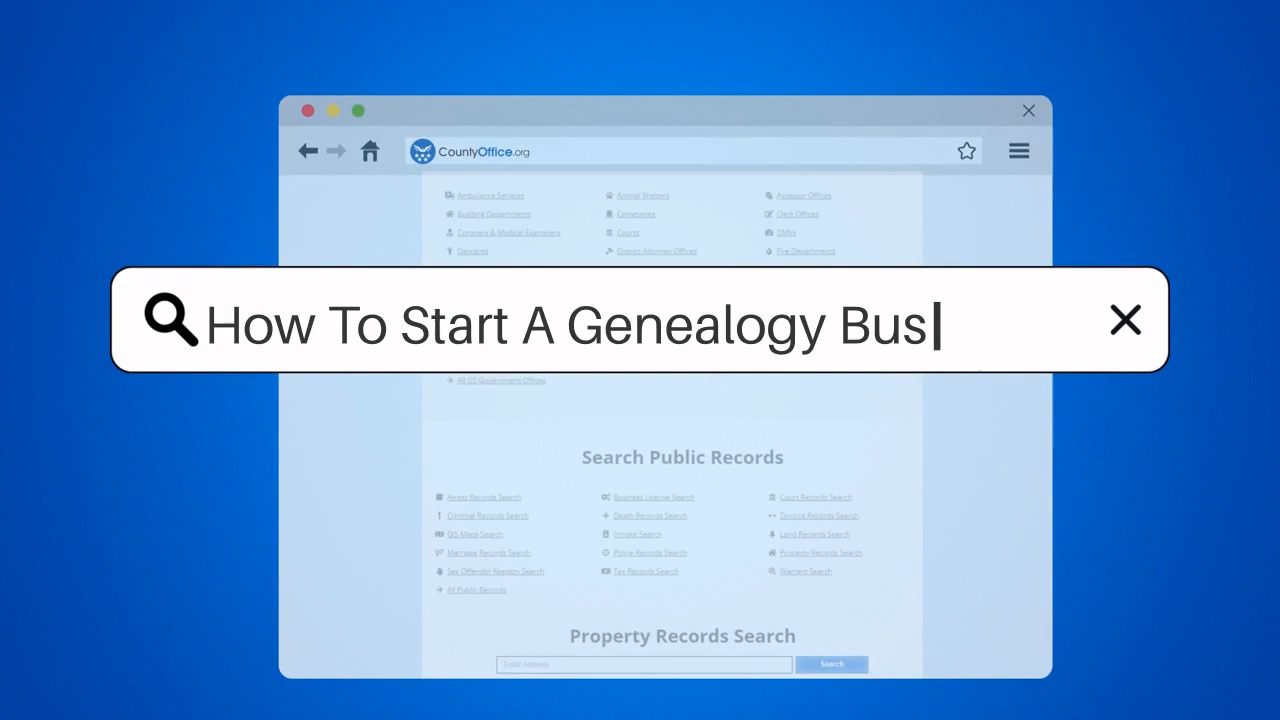 CountyOffice.org
Ambulance Services Animal Shelters Assessor Offices
Building Departments Cemeteries Clerk Offices
Coroners & Medical Examiners Courts DMVs
Daycares District Attorney Offices Fire Departments
How To Start A Genealogy Bus
All US Government Offices
Search Public Records
Arrest Records Search Business License Search Court Records Search
Criminal Records Search Death Records Search Divorce Records Search
GIS Maps Search Inmate Search Land Records Search
Marriage Records Search Police Records Search Property Records Search
Sex Offender Registry Search Tax Records Search Warrant Search
All Public Records
Property Records Search
Enter Address Search